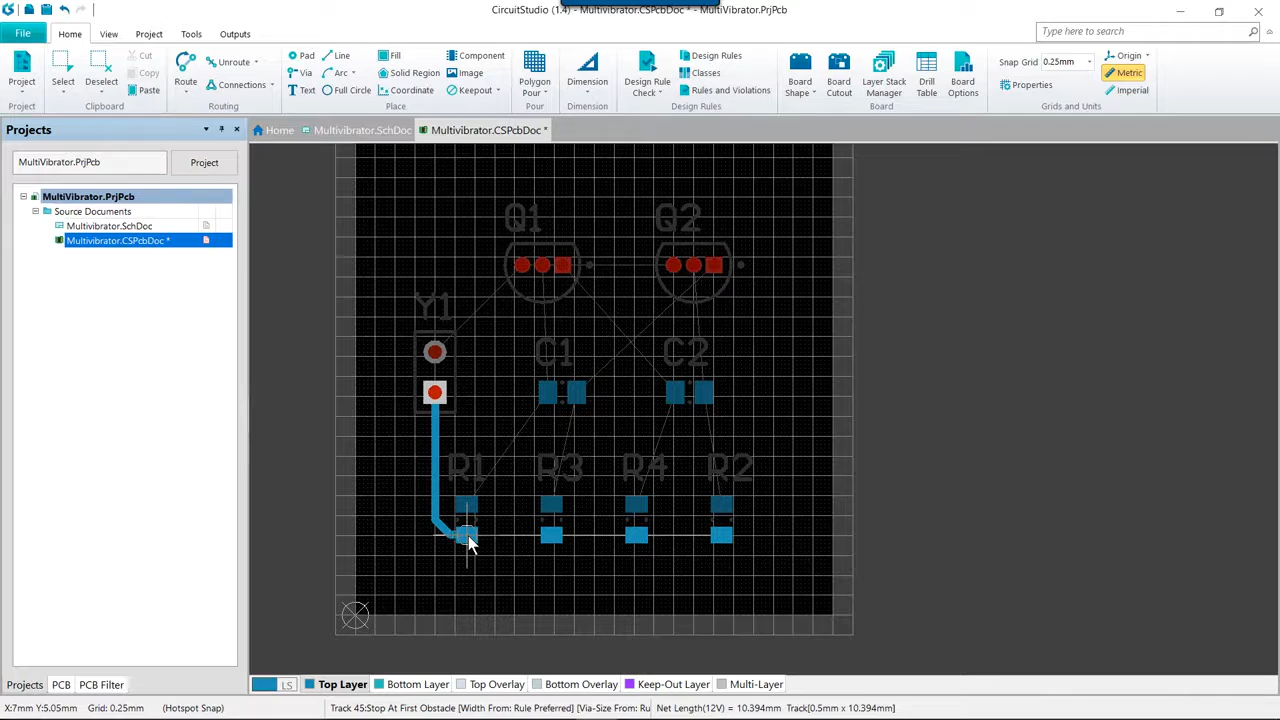 CircuitStudio (1.4) - Multivibrator.CSPcbDoc * - MultiVibrator.PrjPcb
File Home View Project Tools Outputs
Type here to search
Project Select Deselect Cut Copy Paste
Route Unroute Connections
Pad Line Fill Component
Via Arc Solid Region Image
Text Full Circle Coordinate Keepout
Polygon Pour
Dimension
Design Rule Check Design Rules Classes Rules and Violations
Board Shape Board Cutout Layer Stack Manager Drill Table Board Options
Snap Grid 0.25mm Properties
Origin Metric Imperial
Project Clipboard Routing Place Pour Dimension Design Rules Board Grids and Units
Projects
Home Multivibrator.SchDoc Multivibrator.CSPcbDoc *
MultiVibrator.PrjPcb Project
MultiVibrator.PrjPcb
Source Documents
Multivibrator.SchDoc
Multivibrator.CSPcbDoc *
Q1 Q2
Y1
C1 C2
R1 R3 R4 R2
Projects PCB PCB Filter
LS Top Layer Bottom Layer Top Overlay Bottom Overlay Keep-Out Layer Multi-Layer
X:7mm Y:5.05mm Grid: 0.25mm (Hotspot Snap) Track 45:Stop At First Obstacle [Width From: Rule Preferred] [Via-Size From: Ru Net Length(12V) = 10.394mm Track[0.5mm x 10.394mm]